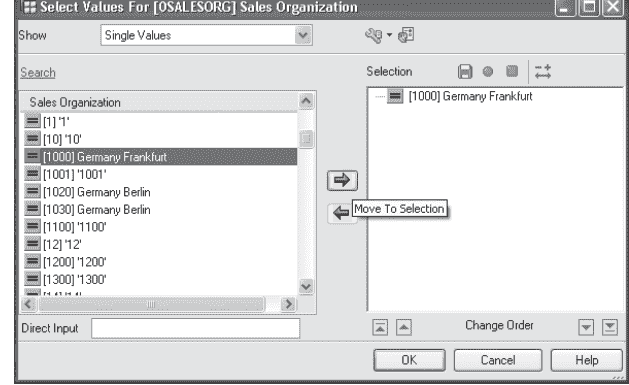 Select Values For [0SALESORG] Sales Organization
Show
Single Values
Search
Selection
Sales Organization
[1] '1'
[10] '10'
[1000] Germany Frankfurt
[1001] '1001'
[1020] Germany Berlin
[1030] Germany Berlin
[1100] '1100'
[12] '12'
[1200] '1200'
[1300] '1300'
[1000] Germany Frankfurt
Move To Selection
Direct Input
Change Order
OK
Cancel
Help